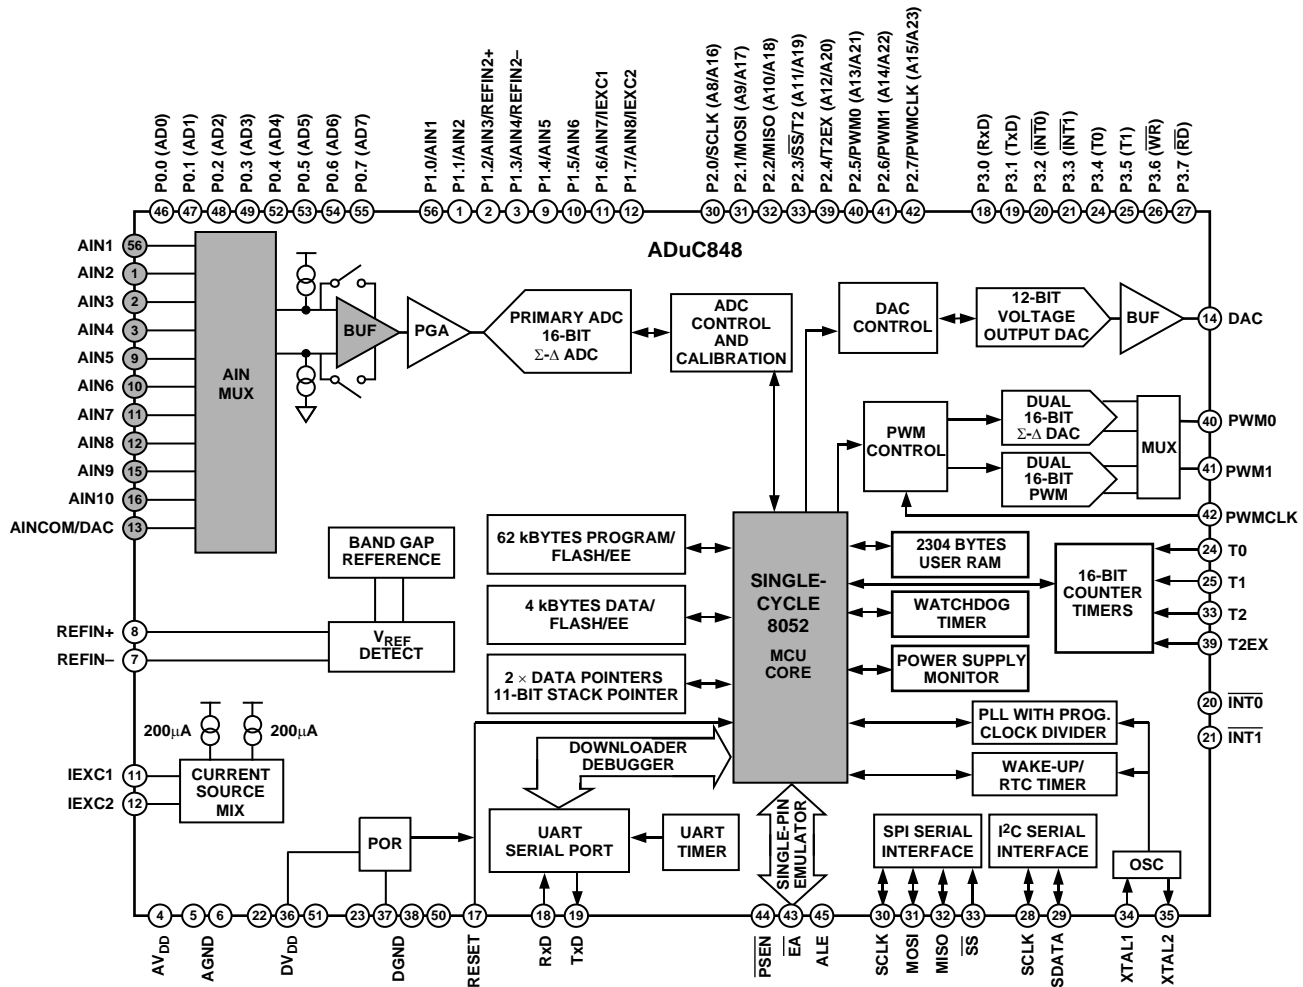 P0.0 (AD0)
P0.1 (AD1)
P0.2 (AD2)
P0.3 (AD3)
P0.4 (AD4)
P0.5 (AD5)
P0.6 (AD6)
P0.7 (AD7)
P1.0/AIN1
P1.1/AIN2
P1.2/AIN3/REFIN2+
P1.3/AIN4/REFIN2–
P1.4/AIN5
P1.5/AIN6
P1.6/AIN7/IEXC1
P1.7/AIN8/IEXC2
P2.0/SCLK (A8/A16)
P2.1/MOSI (A9/A17)
P2.2/MISO (A10/A18)
P2.3/S̅S̅/T2 (A11/A19)
P2.4/T2EX (A12/A20)
P2.5/PWM0 (A13/A21)
P2.6/PWM1 (A14/A22)
P2.7/PWMCLK (A15/A23)
P3.0 (RxD)
P3.1 (TxD)
P3.2 (I̅N̅T̅0̅)
P3.3 (I̅N̅T̅1̅)
P3.4 (T0)
P3.5 (T1)
P3.6 (W̅R̅)
P3.7 (R̅D̅)
46 47 48 49 52 53 54 55
56 1 2 3 9 10 11 12
30 31 32 33 39 40 41 42
18 19 20 21 24 25 26 27
ADuC848
AIN1 56
AIN2 1
AIN3 2
AIN4 3
AIN5 9
AIN6 10
AIN7 11
AIN8 12
AIN9 15
AIN10 16
AINCOM/DAC 13
AIN
MUX
BUF
PGA
PRIMARY ADC
16-BIT
Σ-Δ ADC
ADC
CONTROL
AND
CALIBRATION
DAC
CONTROL
12-BIT
VOLTAGE
OUTPUT DAC
BUF
14 DAC
PWM
CONTROL
DUAL
16-BIT
Σ-Δ DAC
DUAL
16-BIT
PWM
MUX
40 PWM0
41 PWM1
42 PWMCLK
BAND GAP
REFERENCE
VREF
DETECT
REFIN+ 8
REFIN– 7
62 kBYTES PROGRAM/
FLASH/EE
4 kBYTES DATA/
FLASH/EE
2 × DATA POINTERS
11-BIT STACK POINTER
SINGLE-
CYCLE
8052
MCU
CORE
2304 BYTES
USER RAM
WATCHDOG
TIMER
POWER SUPPLY
MONITOR
16-BIT
COUNTER
TIMERS
24 T0
25 T1
33 T2
39 T2EX
20 I̅N̅T̅0̅
21 I̅N̅T̅1̅
200μA
200μA
IEXC1 11
IEXC2 12
CURRENT
SOURCE
MIX
DOWNLOADER
DEBUGGER
PLL WITH PROG.
CLOCK DIVIDER
WAKE-UP/
RTC TIMER
POR
UART
SERIAL PORT
UART
TIMER
SINGLE-PIN
EMULATOR
SPI SERIAL
INTERFACE
I²C SERIAL
INTERFACE
OSC
4 5 6 22 36 51 23 37 38 50 17 18 19 44 43 45 30 31 32 33 28 29 34 35
AVDD
AGND
DVDD
DGND
RESET
RxD
TxD
P̅S̅E̅N̅
E̅A̅
ALE
SCLK
MOSI
MISO
S̅S̅
SCLK
SDATA
XTAL1
XTAL2